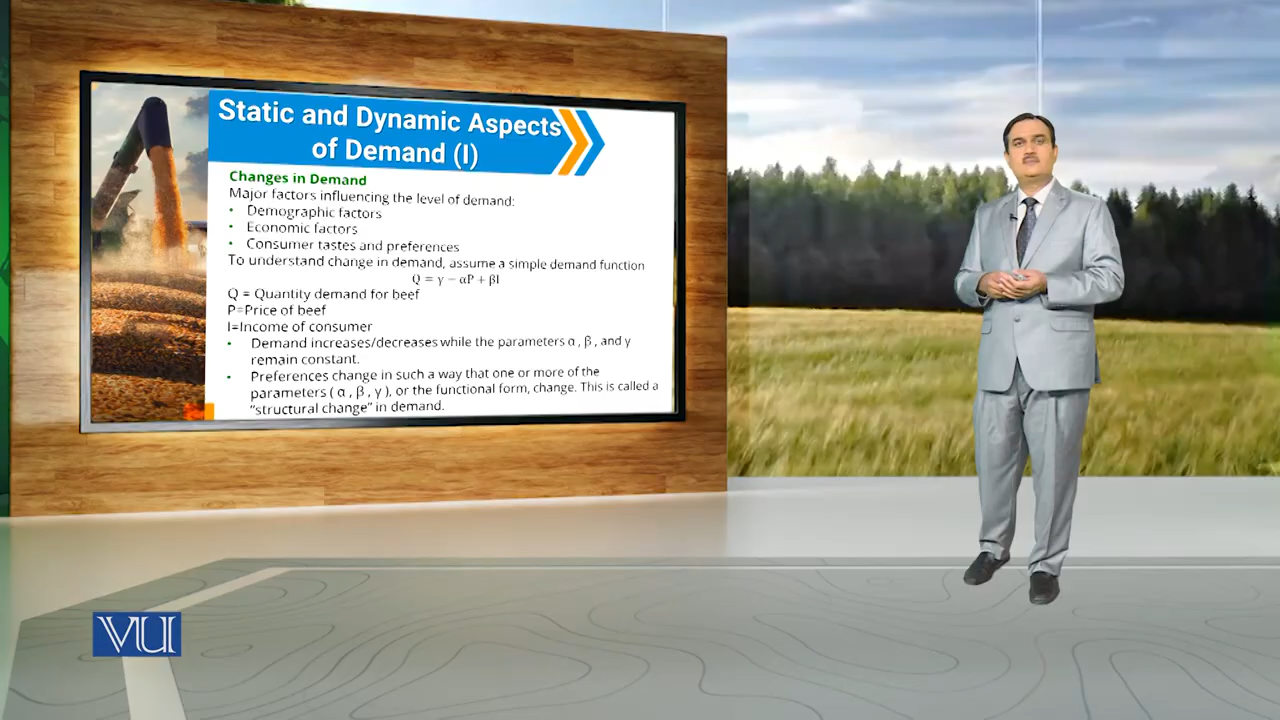 Static and Dynamic Aspects
of Demand (I)
Changes in Demand
Major factors influencing the level of demand:
• Demographic factors
• Economic factors
• Consumer tastes and preferences
To understand change in demand, assume a simple demand function
Q = γ − αP + βI
Q = Quantity demand for beef
P=Price of beef
I=Income of consumer
• Demand increases/decreases while the parameters α , β , and γ
remain constant.
• Preferences change in such a way that one or more of the
parameters ( α , β , γ ), or the functional form, change. This is called a
“structural change” in demand.
VU